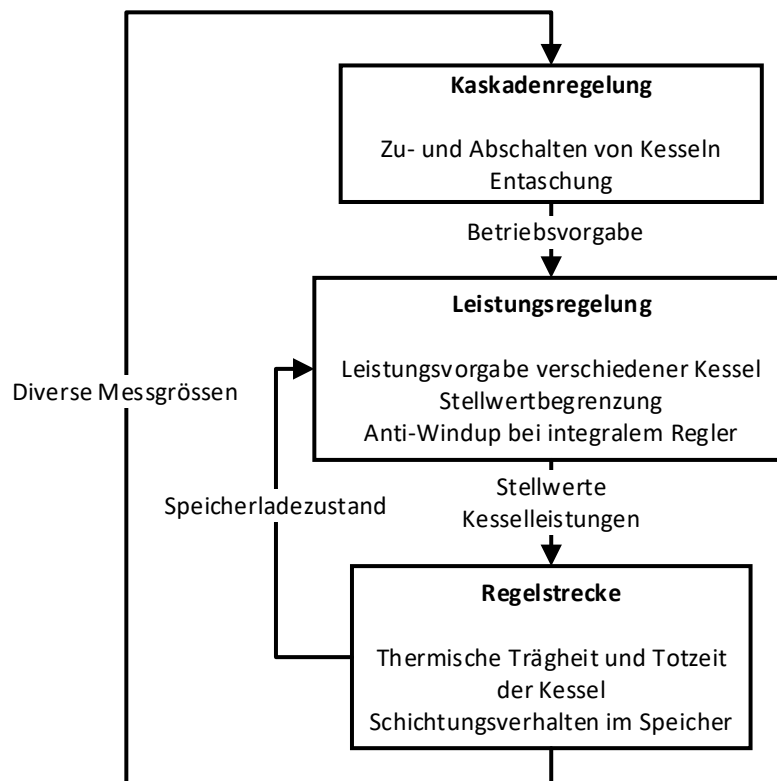 Kaskadenregelung
Zu- und Abschalten von Kesseln
Entaschung
Betriebsvorgabe
Leistungsregelung
Leistungsvorgabe verschiedener Kessel
Stellwertbegrenzung
Anti-Windup bei integralem Regler
Diverse Messgrössen
Speicherladezustand
Stellwerte
Kesselleistungen
Regelstrecke
Thermische Trägheit und Totzeit
der Kessel
Schichtungsverhalten im Speicher